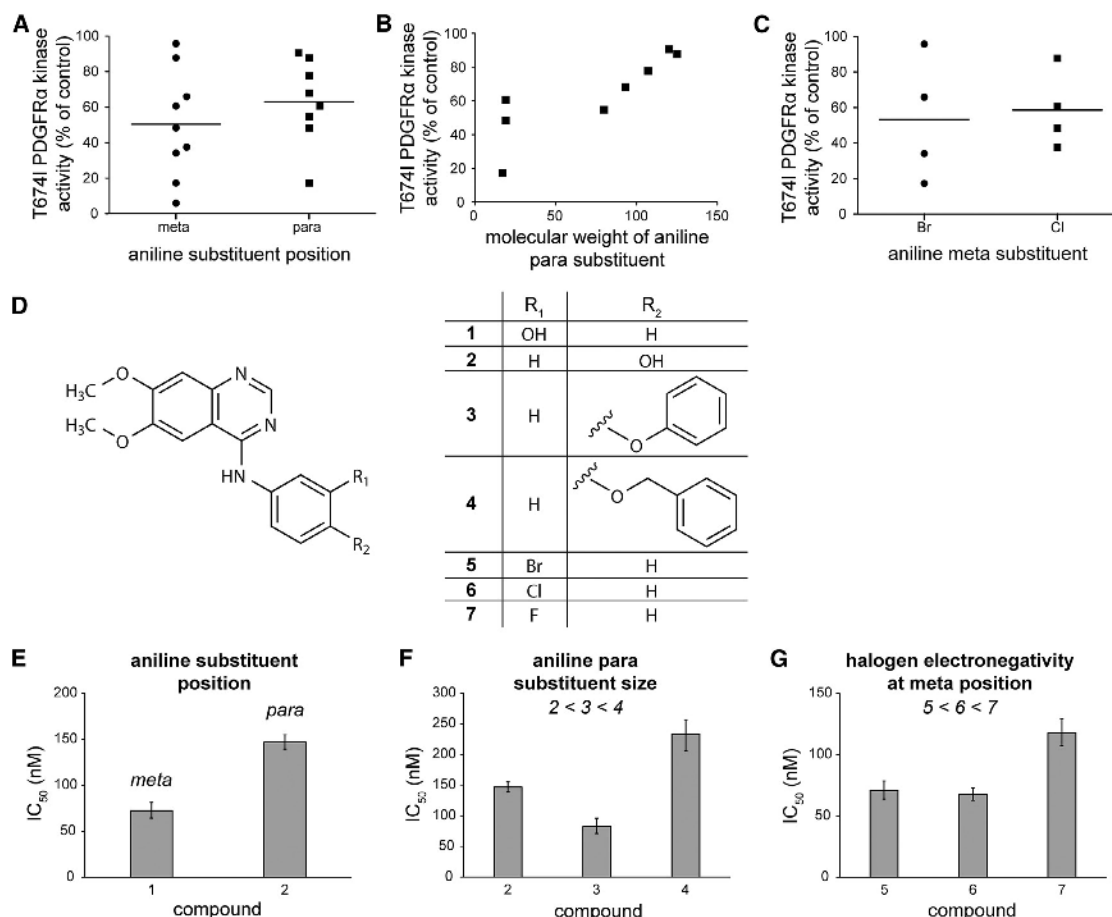 A
T674I PDGFRα kinase
activity (% of control)
100
80
60
40
20
0
meta
para
aniline substituent position
B
T674I PDGFRα kinase
activity (% of control)
100
80
60
40
20
0
0
50
100
150
molecular weight of aniline
para substituent
C
T674I PDGFRα kinase
activity (% of control)
100
80
60
40
20
0
Br
Cl
aniline meta substituent
D
H₃C
O
H₃C
O
N
N
HN
R₁
R₂
R₁ R₂
1 OH H
2 H OH
3 H O
4 H O
5 Br H
6 Cl H
7 F H
E
aniline substituent
position
IC₅₀ (nM)
200
150
100
50
0
meta
para
1 2
compound
F
aniline para
substituent size
2 < 3 < 4
IC₅₀ (nM)
300
250
200
150
100
50
0
2 3 4
compound
G
halogen electronegativity
at meta position
5 < 6 < 7
IC₅₀ (nM)
150
100
50
0
5 6 7
compound